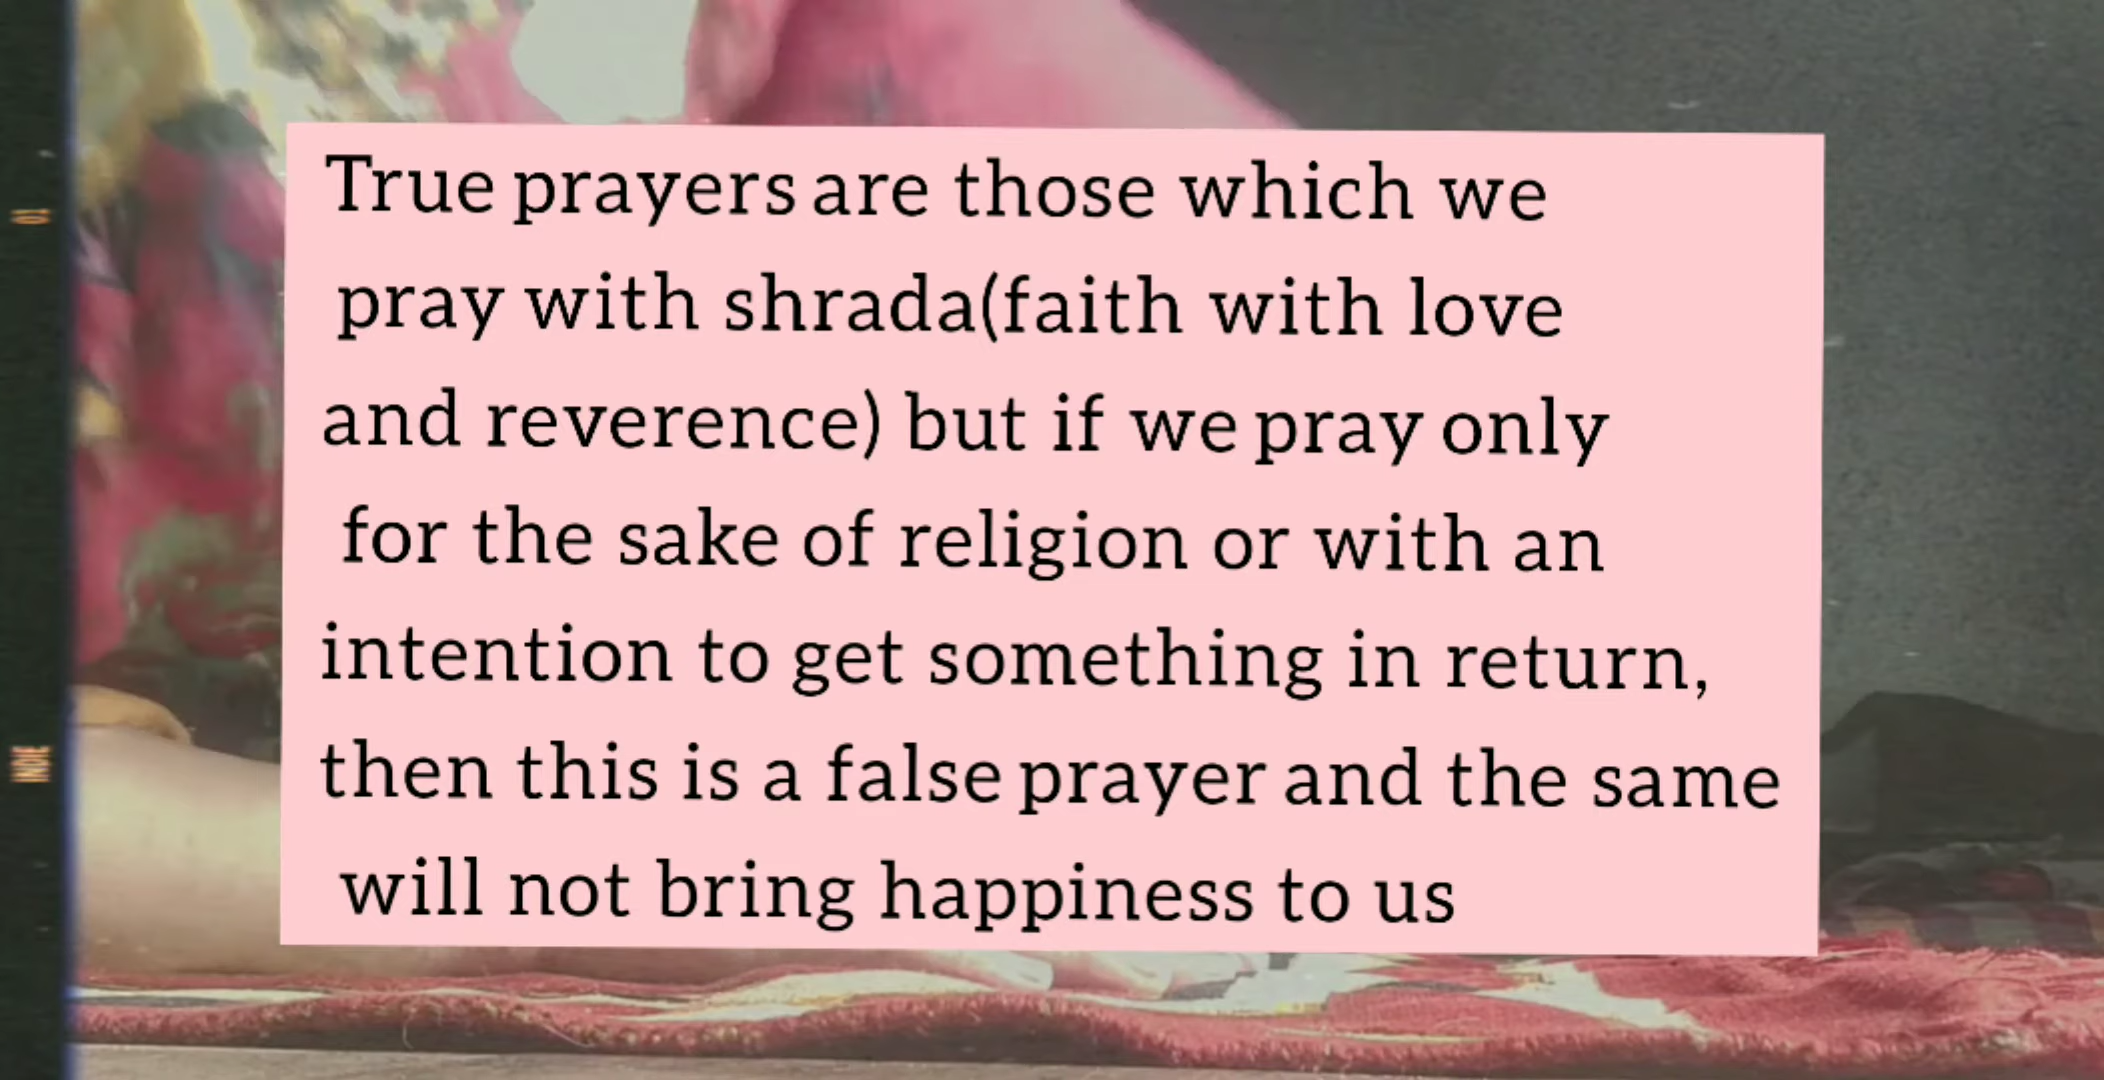 True prayers are those which we
pray with shrada(faith with love
and reverence) but if we pray only
for the sake of religion or with an
intention to get something in return,
then this is a false prayer and the same
will not bring happiness to us
01
INDIE